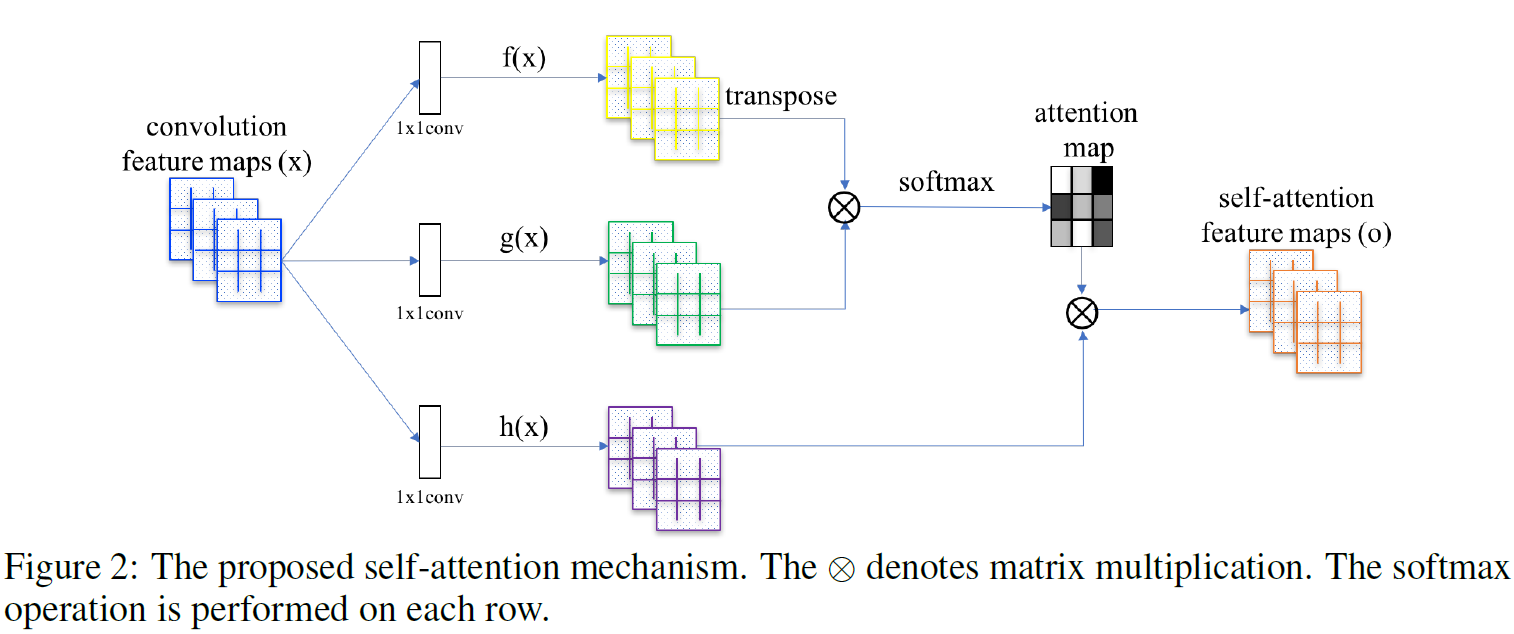 convolution
feature maps (x)
f(x)
1x1conv
transpose
g(x)
1x1conv
h(x)
1x1conv
softmax
attention
map
self-attention
feature maps (o)
Figure 2: The proposed self-attention mechanism. The ⊗ denotes matrix multiplication. The softmax
operation is performed on each row.